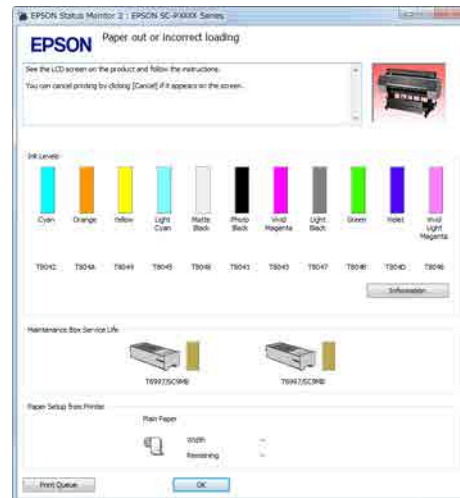 EPSON Status Monitor 3 : EPSON SC-PXXXX Series
EPSON
Paper out or incorrect loading
See the LCD screen on the product and follow the instructions.
You can cancel printing by clicking [Cancel] if it appears on the screen.
Ink Levels
Cyan Orange Yellow Light Cyan Matte Black Photo Black Vivid Magenta Light Black Green Violet Vivid Light Magenta
T8042 T804A T8044 T8045 T8048 T8041 T8043 T8047 T804B T804D T8046
Information
Maintenance Box Service Life
T6997/SC9MB T6997/SC9MB
Paper Setup from Printer
Plain Paper
Width --
Remaining --
Print Queue OK